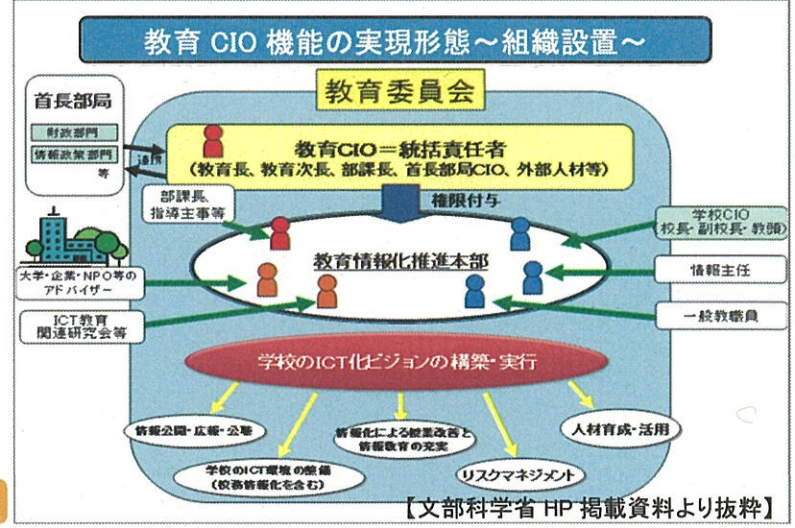 教育 CIO 機能の実現形態~組織設置~
教育委員会
首長部局
財政部門
情報政策部門
等
連携
教育CIO=統括責任者
(教育長、教育次長、部課長、首長部局CIO、外部人材等)
権限付与
部課長、
指導主事等
大学・企業・NPO等の
アドバイザー
ICT教育
関連研究会等
教育情報化推進本部
学校CIO
(校長・副校長・教頭)
情報主任
一般教職員
学校のICT化ビジョンの構築・実行
情報公開・広報・公聴
学校のICT環境の整備
(校務情報化を含む)
情報化による授業改善と
情報教育の充実
リスクマネジメント
人材育成・活用
【文部科学省 HP 掲載資料より抜粋】